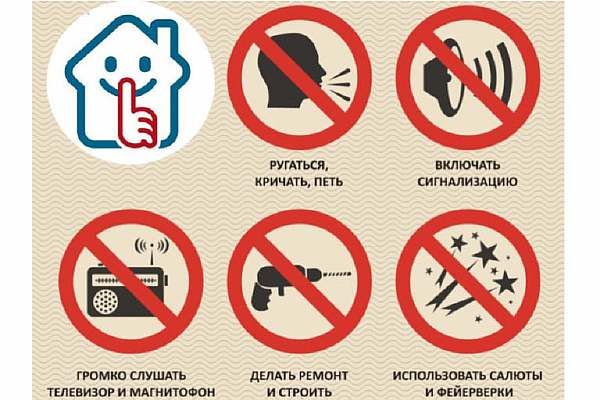 РУГАТЬСЯ,
КРИЧАТЬ, ПЕТЬ
ВКЛЮЧАТЬ
СИГНАЛИЗАЦИЮ
ГРОМКО СЛУШАТЬ
ТЕЛЕВИЗОР И МАГНИТОФОН
ДЕЛАТЬ РЕМОНТ
И СТРОИТЬ
ИСПОЛЬЗОВАТЬ САЛЮТЫ
И ФЕЙЕРВЕРКИ